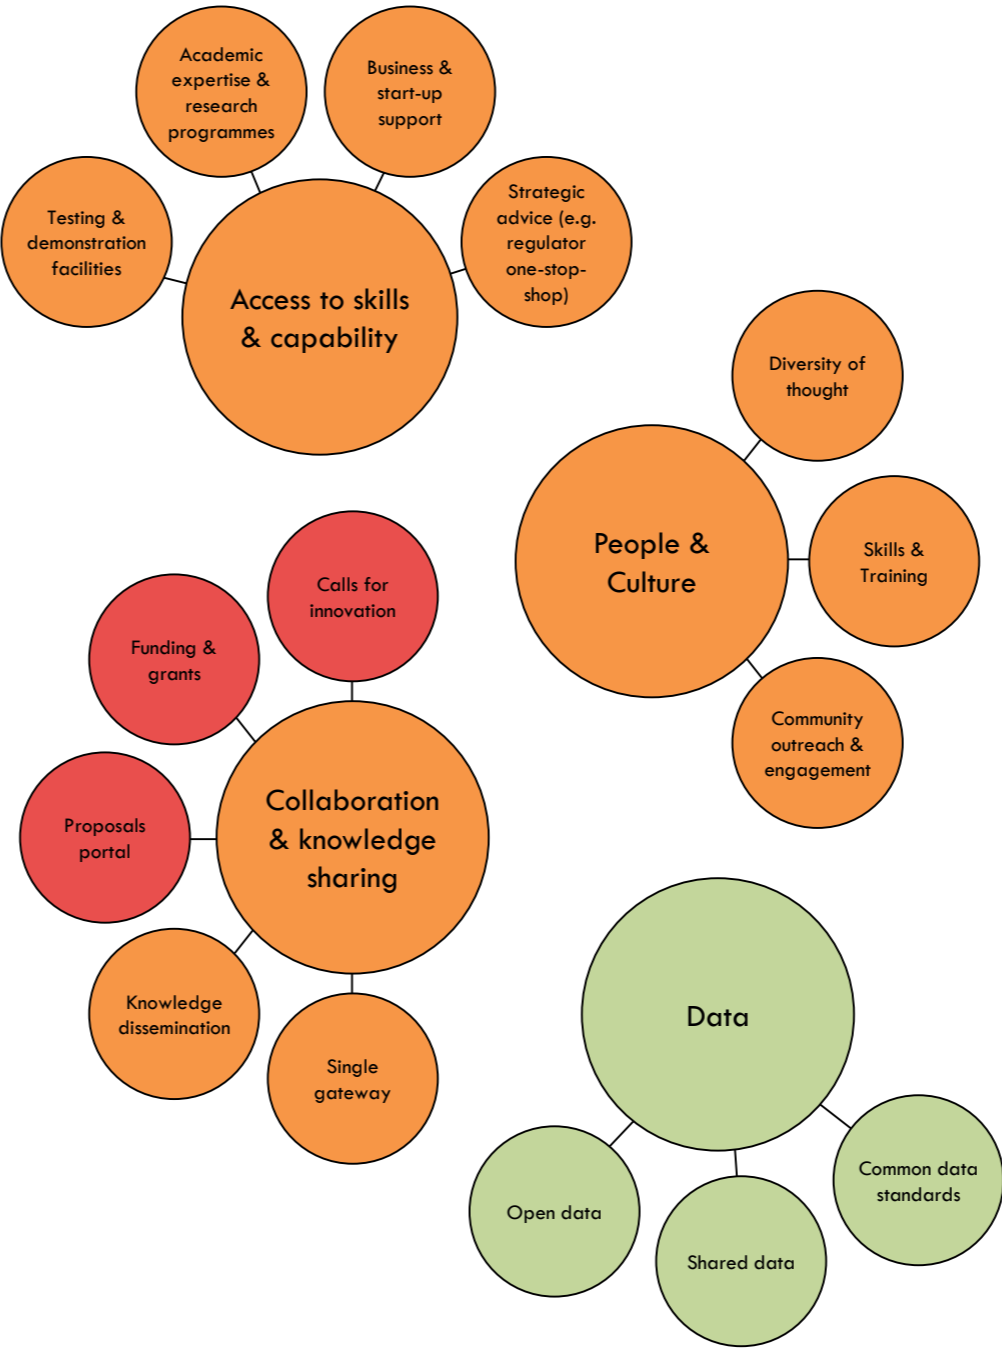 Academic
expertise &
research
programmes
Business &
start-up
support
Testing &
demonstration
facilities
Strategic
advice (e.g.
regulator
one-stop-
shop)
Access to skills
& capability
Diversity of
thought
People &
Culture
Skills &
Training
Community
outreach &
engagement
Calls for
innovation
Funding &
grants
Proposals
portal
Collaboration
& knowledge
sharing
Knowledge
dissemination
Single
gateway
Data
Open data
Shared data
Common data
standards